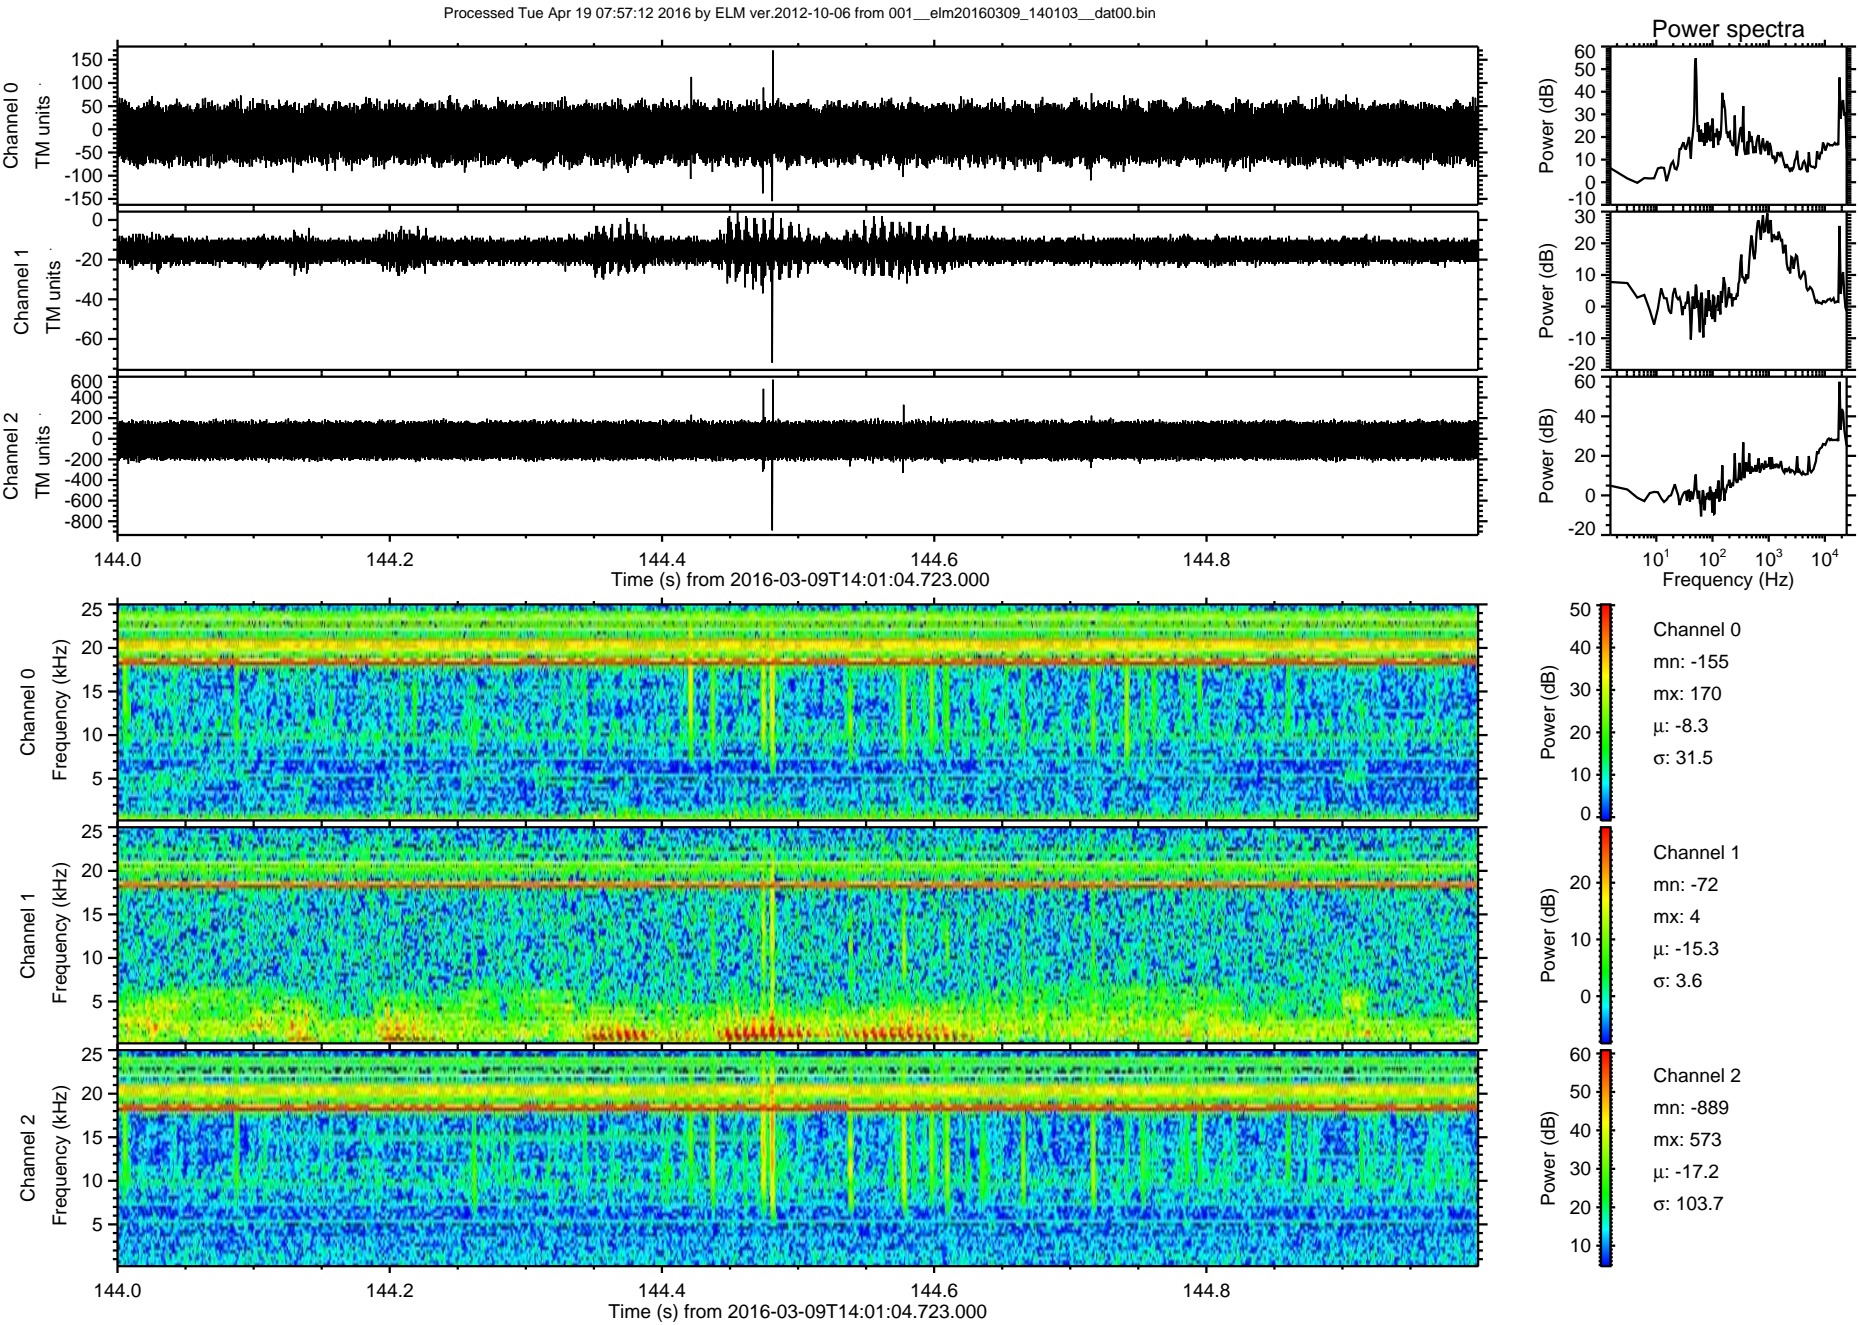 Processed Tue Apr 19 07:57:12 2016 by ELM ver.2012-10-06 from 001__elm20160309_140103__dat00.bin
Power spectra
Channel 0
TM units
150
100
50
0
-50
-100
-150
Power (dB)
60
50
40
30
20
10
0
-10
Channel 1
TM units
0
-20
-40
-60
Power (dB)
30
20
10
0
-10
-20
Channel 2
TM units
600
400
200
0
-200
-400
-600
-800
Power (dB)
60
40
20
0
-20
144.0 144.2 144.4 144.6 144.8
Time (s) from 2016-03-09T14:01:04.723.000
10¹ 10² 10³ 10⁴
Frequency (Hz)
Channel 0
Frequency (kHz)
25
20
15
10
5
Power (dB)
50
40
30
20
10
0
Channel 0
mn: -155
mx: 170
μ: -8.3
σ: 31.5
Channel 1
Frequency (kHz)
25
20
15
10
5
Power (dB)
20
10
0
Channel 1
mn: -72
mx: 4
μ: -15.3
σ: 3.6
Channel 2
Frequency (kHz)
25
20
15
10
5
Power (dB)
60
50
40
30
20
10
Channel 2
mn: -889
mx: 573
μ: -17.2
σ: 103.7
144.0 144.2 144.4 144.6 144.8
Time (s) from 2016-03-09T14:01:04.723.000